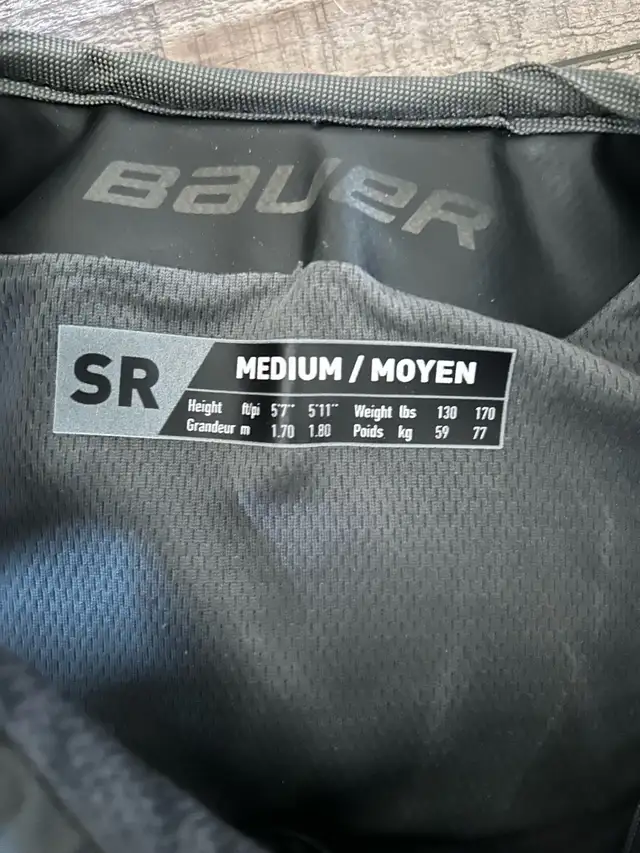 BAUER
SR
MEDIUM / MOYEN
Height ft/pi 5'7" 5'11" Weight lbs 130 170
Grandeur m 1.70 1.80 Poids kg 59 77